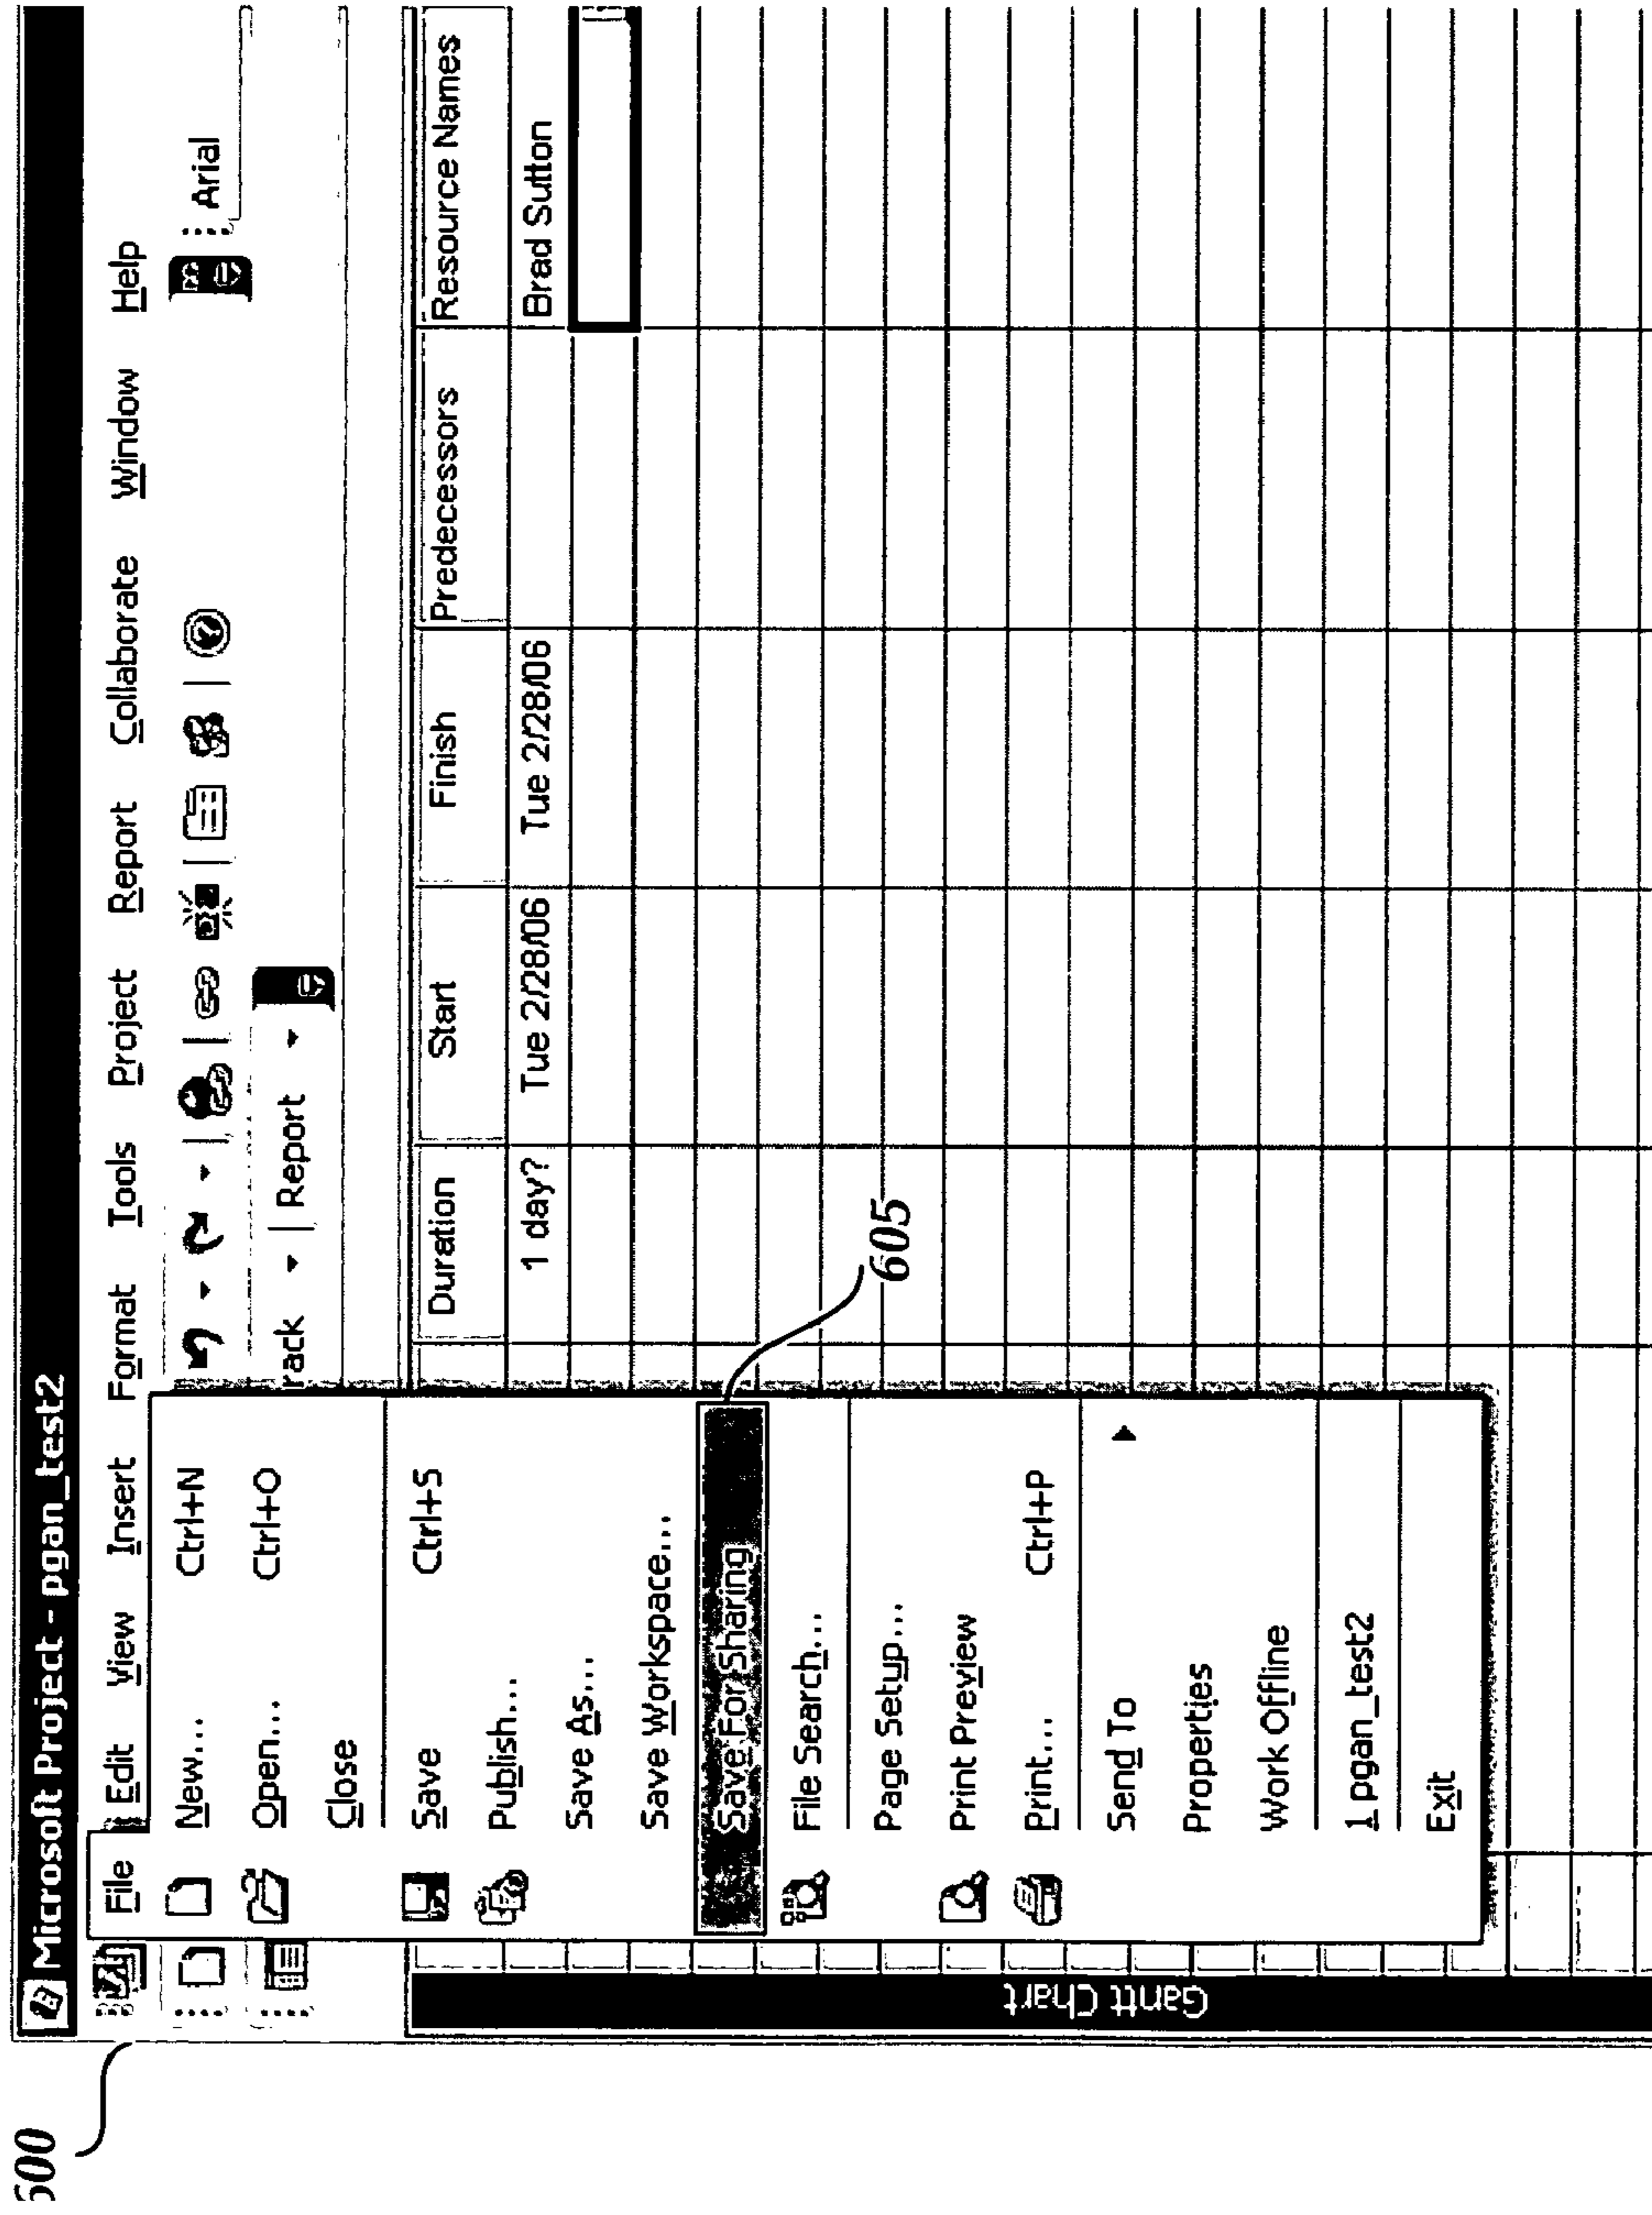 600
Microsoft Project - pgan_test2
File Edit View Insert Format Tools Project Report Collaborate Window Help
Arial
rack Report
New... Ctrl+N
Open... Ctrl+O
Close
Save Ctrl+S
Publish...
Save As...
Save Workspace...
Save For Sharing
605
File Search...
Page Setup...
Print Preview
Print... Ctrl+P
Send To
Properties
Work Offline
1 pgan_test2
Exit
Duration Start Finish Predecessors Resource Names
1 day? Tue 2/28/06 Tue 2/28/06 Brad Sutton
Gantt Chart